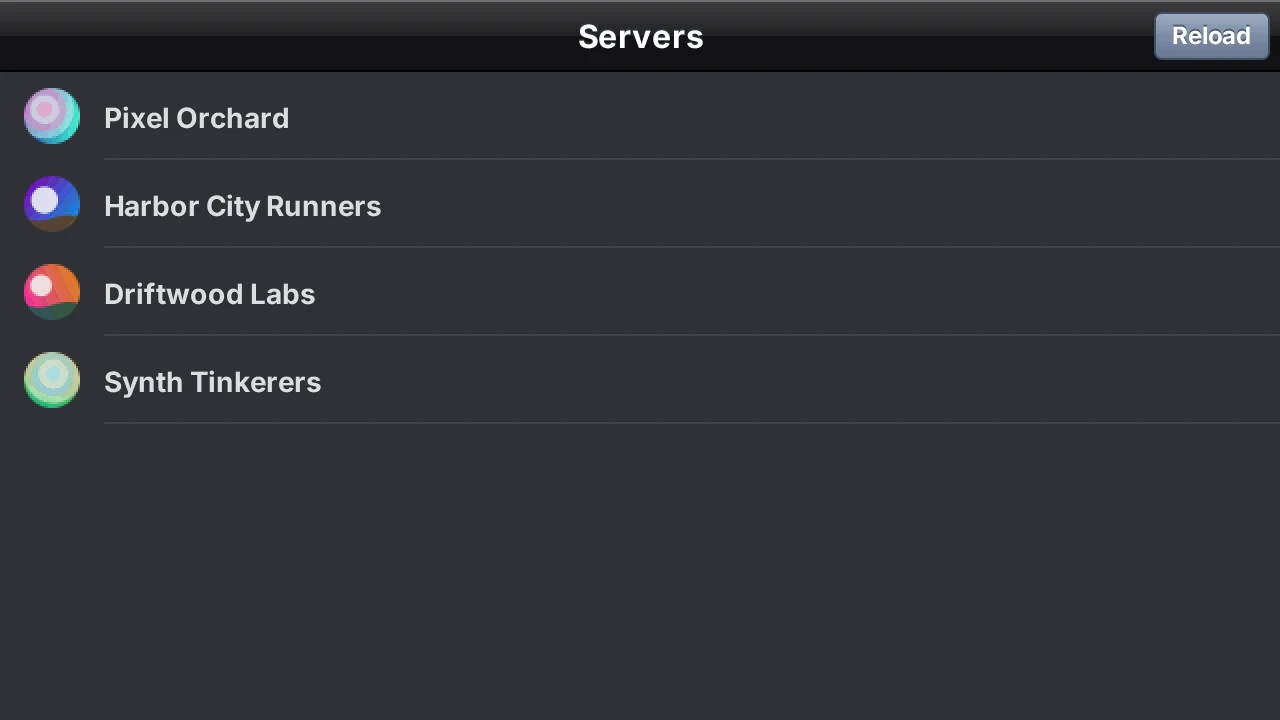 Servers
Reload
Pixel Orchard
Harbor City Runners
Driftwood Labs
Synth Tinkerers